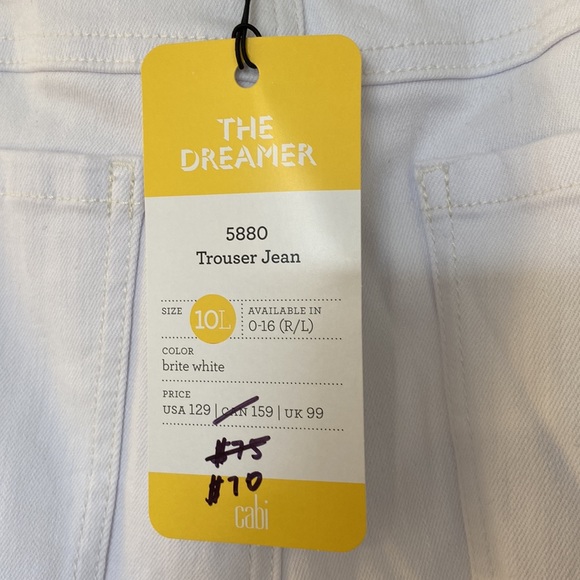 THE
DREAMER
5880
Trouser Jean
SIZE
10L
AVAILABLE IN
0-16 (R/L)
COLOR
brite white
PRICE
USA 129 | CAN 159 | UK 99
$75
$70
cabi